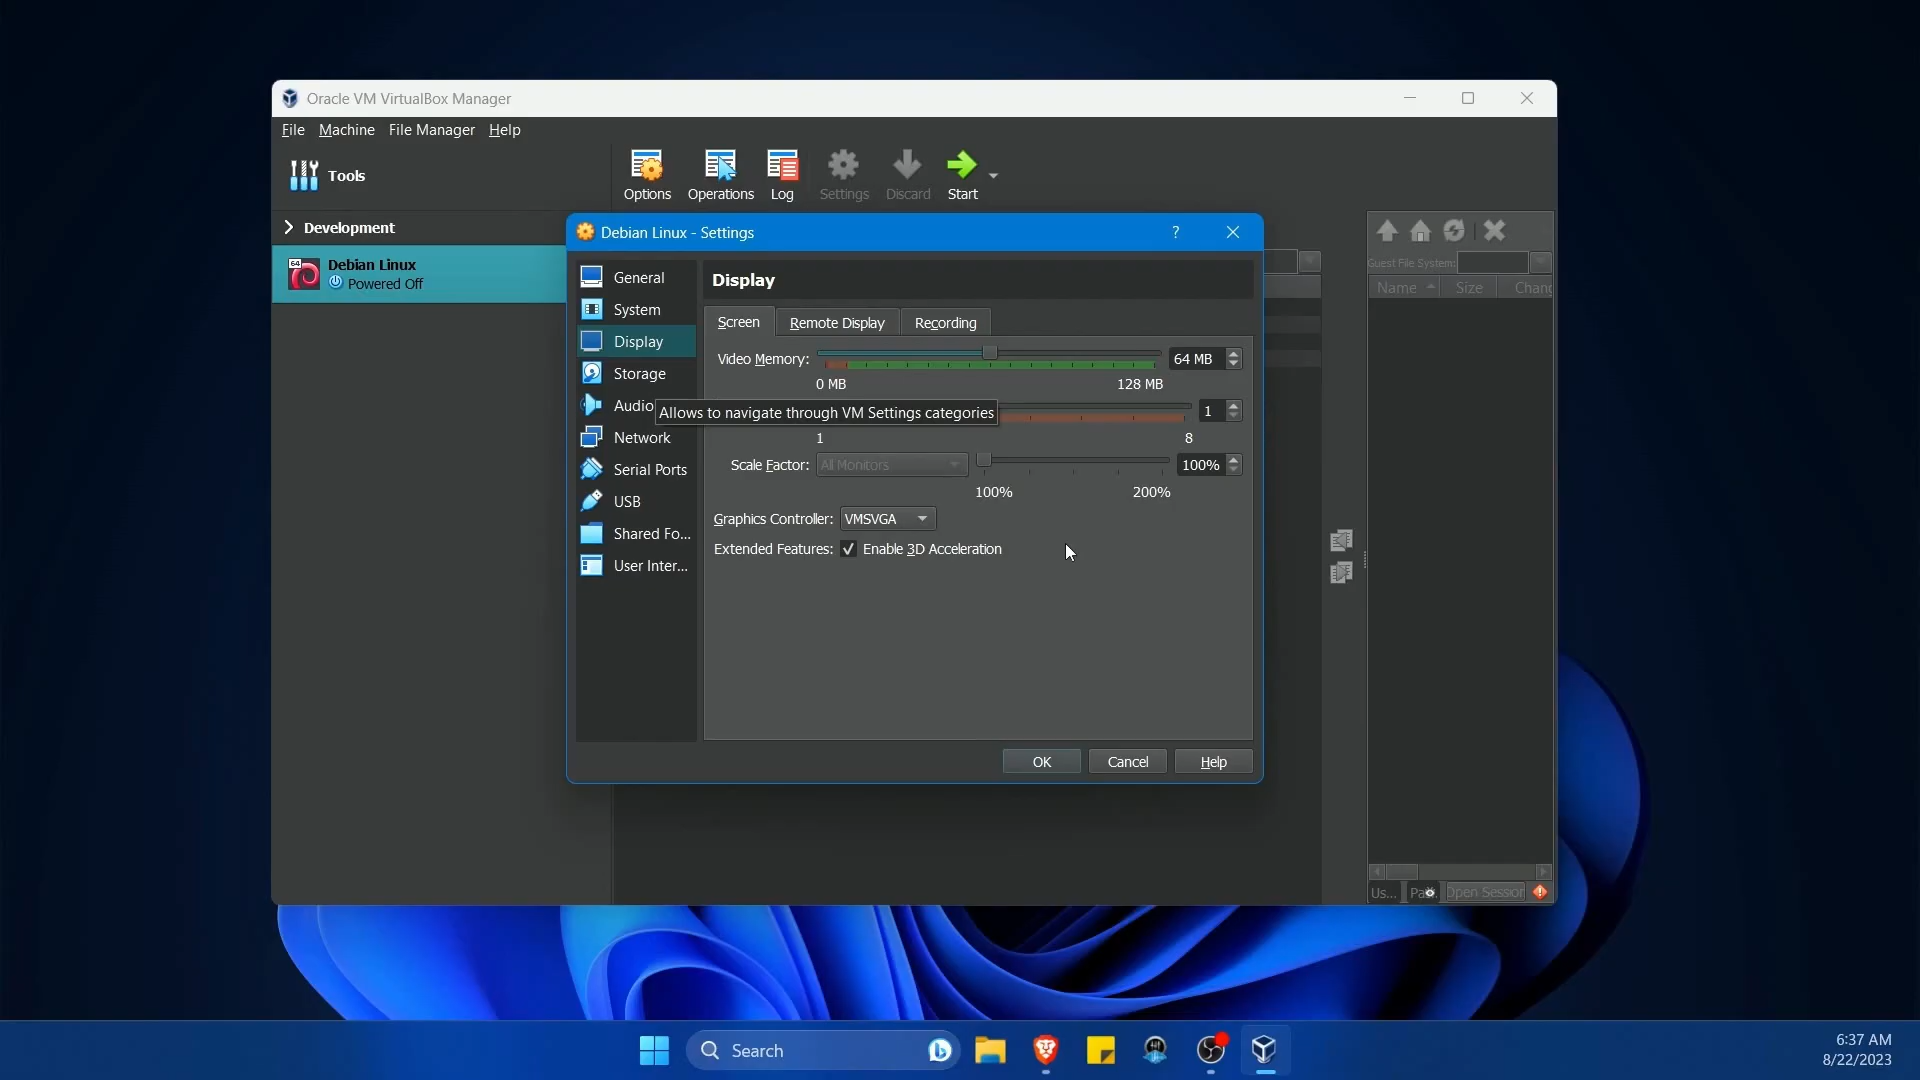 Oracle VM VirtualBox Manager
File Machine File Manager Help
Tools
Options Operations Log Settings Discard Start
Development
Debian Linux - Settings ?
64
Debian Linux
Powered Off
Guest File System:
Name Size Chang
General
System
Display
Storage
Audio
Network
Serial Ports
USB
Shared Fo...
User Inter...
Display
Screen Remote Display Recording
Video Memory: 64 MB
0 MB 128 MB
Allows to navigate through VM Settings categories
1
1 8
Scale Factor: All Monitors 100%
100% 200%
Graphics Controller: VMSVGA
Extended Features: Enable 3D Acceleration
OK Cancel Help
Us... Open Session
Search
6:37 AM
8/22/2023